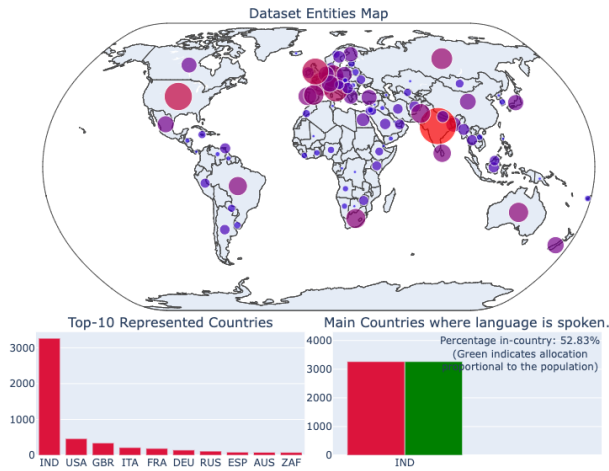 Dataset Entities Map
Top-10 Represented Countries
3000
2000
1000
0
IND USA GBR ITA FRA DEU RUS ESP AUS ZAF
Main Countries where language is spoken.
Percentage in-country: 52.83%
(Green indicates allocation
proportional to the population)
4000
3000
2000
1000
0
IND